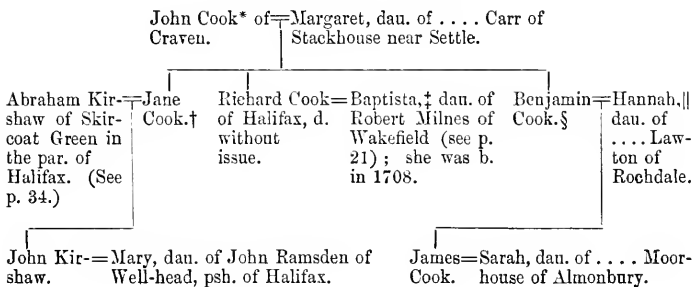 John Cook* of=Margaret, dau. of .... Carr of
Craven. Stackhouse near Settle.
Abraham Kir-=Jane
shaw of Skir- Cook.†
coat Green in
the par. of
Halifax. (See
p. 34.)
Richard Cook=Baptista,‡ dau. of
of Halifax, d. Robert Milnes of
without Wakefield (see p.
issue. 21) ; she was b.
in 1708.
Benjamin=Hannah,||
Cook.§ dau. of
.... Law-
ton of
Rochdale.
John Kir-=Mary, dau. of John Ramsden of
shaw. Well-head, psh. of Halifax.
James=Sarah, dau. of .... Moor-
Cook. house of Almonbury.